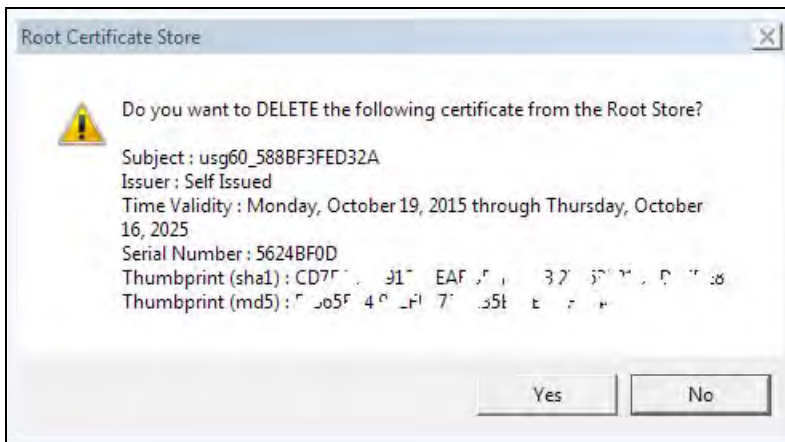 Root Certificate Store
Do you want to DELETE the following certificate from the Root Store?
Subject : usg60_588BF3FED32A
Issuer : Self Issued
Time Validity : Monday, October 19, 2015 through Thursday, October
16, 2025
Serial Number : 5624BF0D
Thumbprint (sha1) :
Thumbprint (md5) :
Yes
No